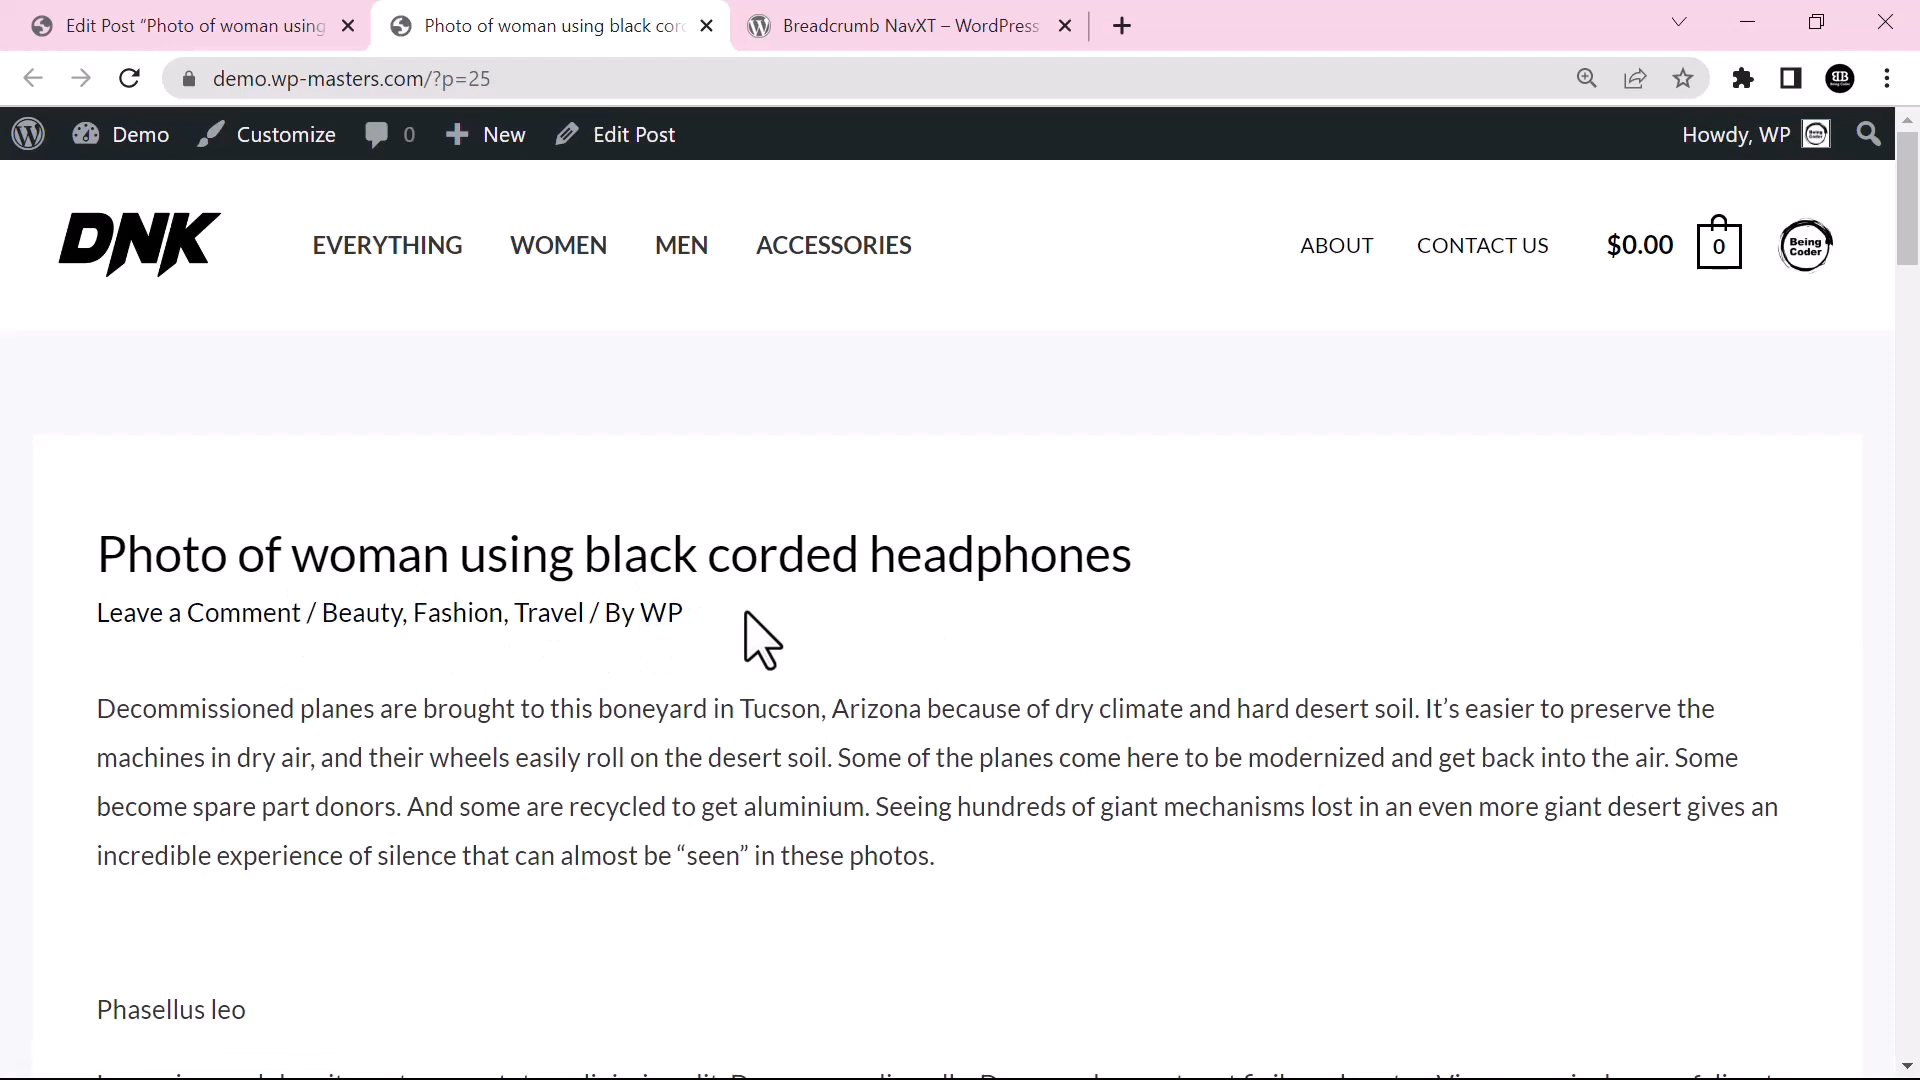 Edit Post “Photo of woman using
Photo of woman using black cor
Breadcrumb NavXT – WordPress
demo.wp-masters.com/?p=25
Demo
Customize
0
New
Edit Post
Howdy, WP
DNK
EVERYTHING
WOMEN
MEN
ACCESSORIES
ABOUT
CONTACT US
$0.00
0
Being
Coder
Photo of woman using black corded headphones
Leave a Comment / Beauty, Fashion, Travel / By WP
Decommissioned planes are brought to this boneyard in Tucson, Arizona because of dry climate and hard desert soil. It’s easier to preserve the
machines in dry air, and their wheels easily roll on the desert soil. Some of the planes come here to be modernized and get back into the air. Some
become spare part donors. And some are recycled to get aluminium. Seeing hundreds of giant mechanisms lost in an even more giant desert gives an
incredible experience of silence that can almost be “seen” in these photos.
Phasellus leo